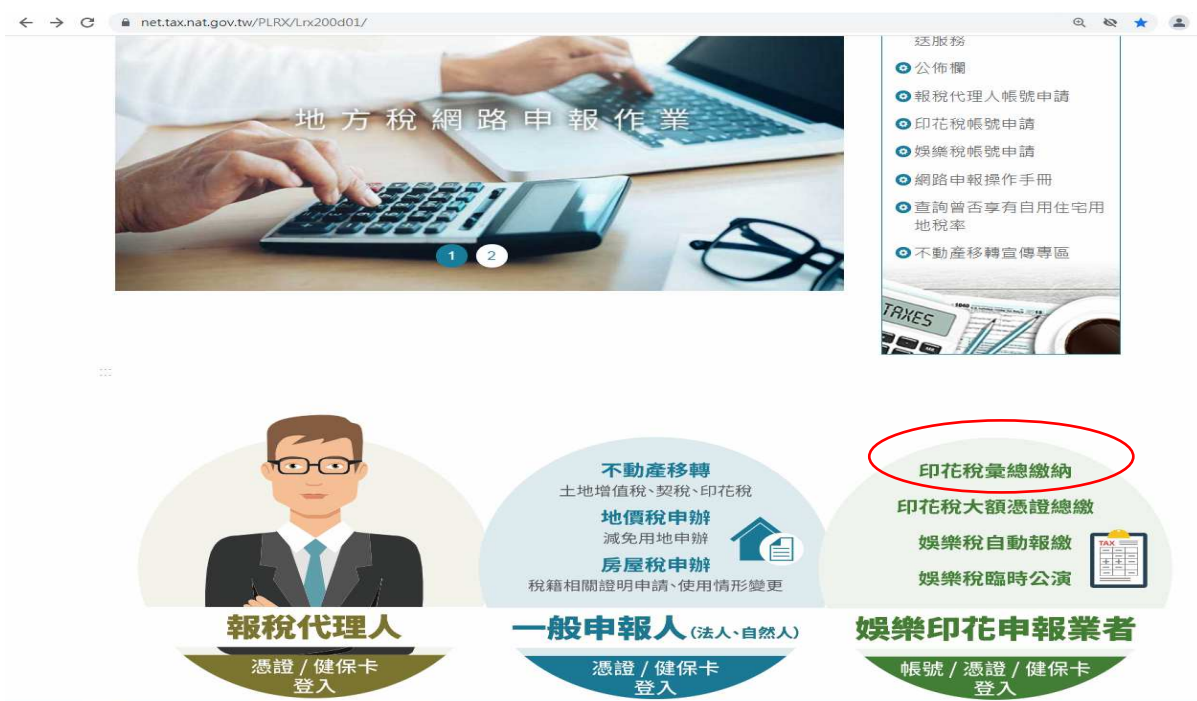 net.tax.nat.gov.tw/PLRX/Lrx200d01/
地方稅網路申報作業
1 2
送服務
公佈欄
報稅代理人帳號申請
印花稅帳號申請
娛樂稅帳號申請
網路申報操作手冊
查詢曾否享有自用住宅用
地稅率
不動產移轉宣傳專區
TAXES
報稅代理人
憑證 / 健保卡
登入
不動產移轉
土地增值稅、契稅、印花稅
地價稅申辦
減免用地申辦
房屋稅申辦
稅籍相關證明申請、使用情形變更
一般申報人 (法人、自然人)
憑證 / 健保卡
登入
印花稅彙總繳納
印花稅大額憑證總繳
娛樂稅自動報繳
娛樂稅臨時公演
TAX
娛樂印花申報業者
帳號 / 憑證 / 健保卡
登入